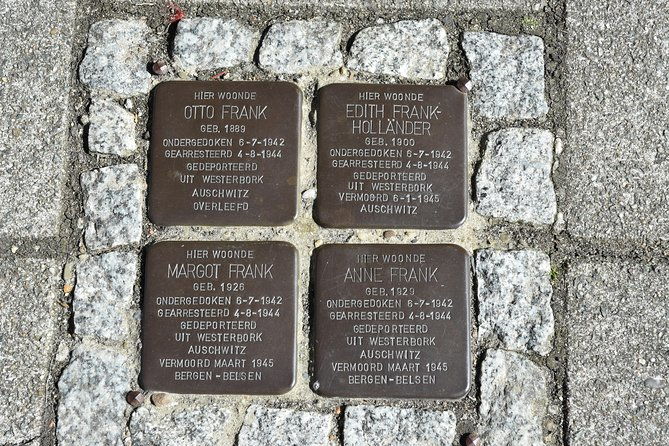 HIER WOONDE
OTTO FRANK
GEB. 1889
ONDERGEDOKEN 6-7-1942
GEARRESTEERD 4-8-1944
GEDEPORTEERD
UIT WESTERBORK
AUSCHWITZ
OVERLEEFD
HIER WOONDE
EDITH FRANK-
HOLLÄNDER
GEB. 1900
ONDERGEDOKEN 6-7-1942
GEARRESTEERD 4-8-1944
GEDEPORTEERD
UIT WESTERBORK
VERMOORD 6-1-1945
AUSCHWITZ
HIER WOONDE
MARGOT FRANK
GEB. 1926
ONDERGEDOKEN 6-7-1942
GEARRESTEERD 4-8-1944
GEDEPORTEERD
UIT WESTERBORK
AUSCHWITZ
VERMOORD MAART 1945
BERGEN-BELSEN
HIER WOONDE
ANNE FRANK
GEB. 1929
ONDERGEDOKEN 6-7-1942
GEARRESTEERD 4-8-1944
GEDEPORTEERD
UIT WESTERBORK
AUSCHWITZ
VERMOORD MAART 1945
BERGEN-BELSEN